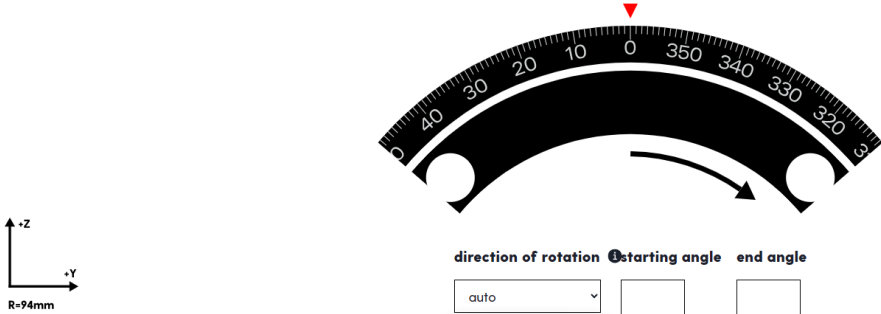 0
10
350
20
340
30
330
40
320
+Z
+Y
R=94mm
direction of rotation i starting angle end angle
auto